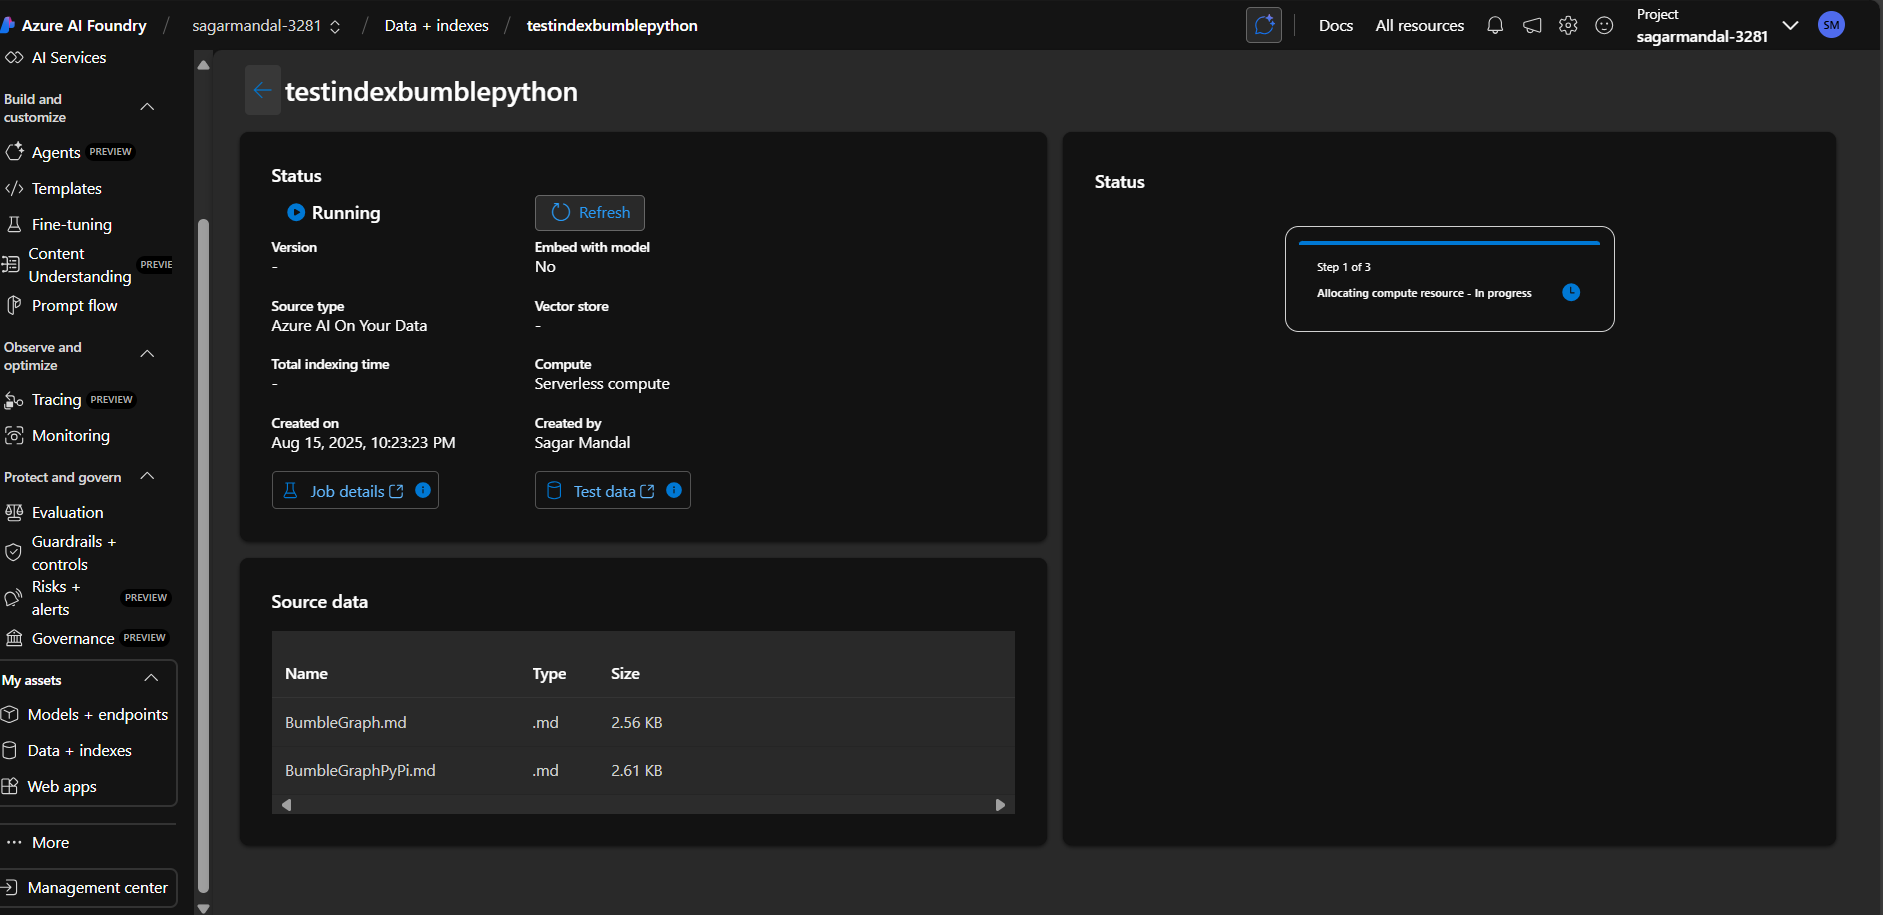 Azure AI Foundry / sagarmandal-3281 / Data + indexes / testindexbumblepython
Docs All resources
Project
sagarmandal-3281
SM
AI Services
Build and
customize
Agents PREVIEW
Templates
Fine-tuning
Content
Understanding PREVIE
Prompt flow
Observe and
optimize
Tracing PREVIEW
Monitoring
Protect and govern
Evaluation
Guardrails +
controls
Risks +
alerts PREVIEW
Governance PREVIEW
My assets
Models + endpoints
Data + indexes
Web apps
More
Management center
testindexbumblepython
Status
Running Refresh
Version Embed with model
- No
Source type Vector store
Azure AI On Your Data -
Total indexing time Compute
- Serverless compute
Created on Created by
Aug 15, 2025, 10:23:23 PM Sagar Mandal
Job details Test data
Source data
Name Type Size
BumbleGraph.md .md 2.56 KB
BumbleGraphPyPi.md .md 2.61 KB
Status
Step 1 of 3
Allocating compute resource - In progress